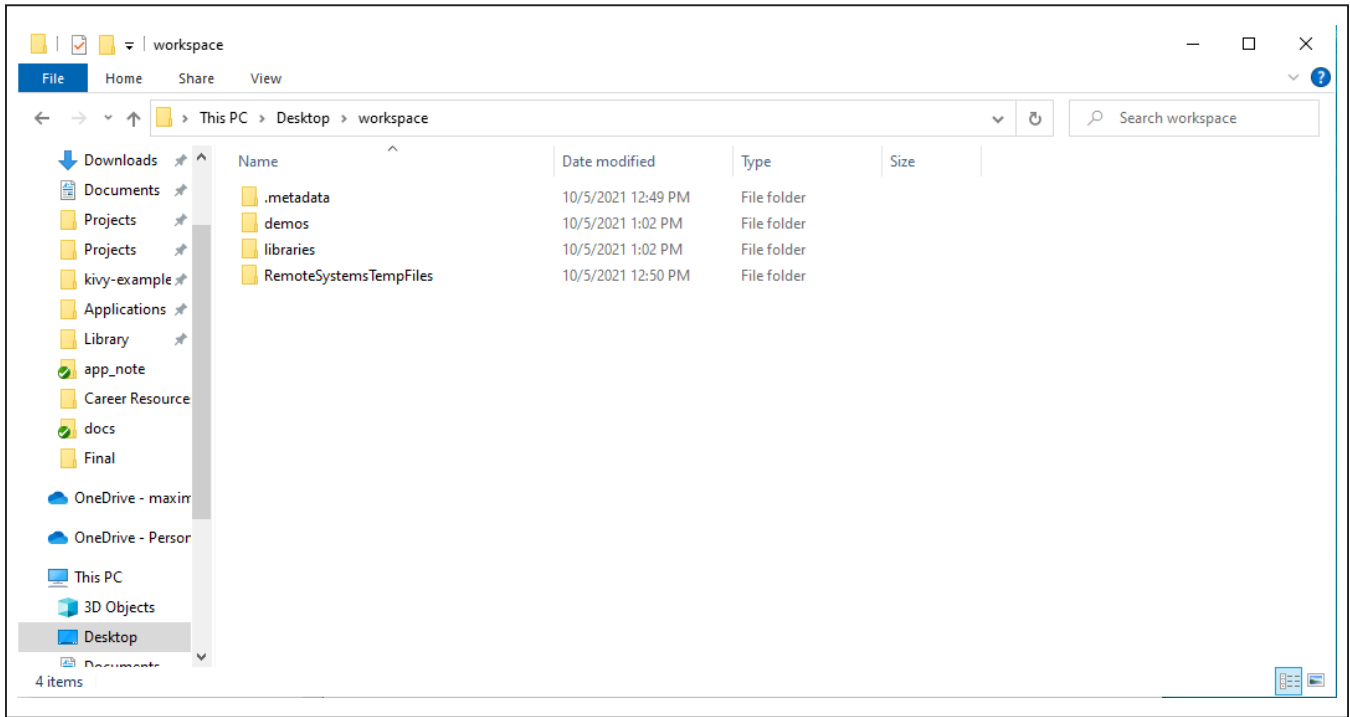 workspace
File Home Share View
This PC > Desktop > workspace
Search workspace
Name Date modified Type Size
.metadata 10/5/2021 12:49 PM File folder
demos 10/5/2021 1:02 PM File folder
libraries 10/5/2021 1:02 PM File folder
RemoteSystemsTempFiles 10/5/2021 12:50 PM File folder
Downloads
Documents
Projects
Projects
kivy-example
Applications
Library
app_note
Career Resource
docs
Final
OneDrive - maxim
OneDrive - Person
This PC
3D Objects
Desktop
Documents
4 items